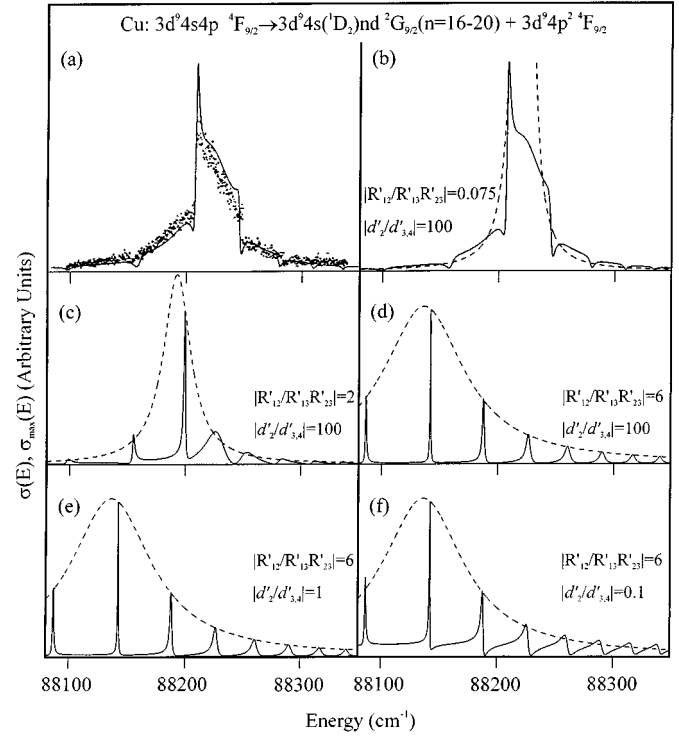 Cu: 3d⁹4s4p ⁴F₉/₂→3d⁹4s(¹D₂)nd ²G₉/₂(n=16-20) + 3d⁹4p² ⁴F₉/₂
(a)
(b)
|R'₁₂/R'₁₃R'₂₃|=0.075
|d'₂/d'₃,₄|=100
(c)
|R'₁₂/R'₁₃R'₂₃|=2
|d'₂/d'₃,₄|=100
(d)
|R'₁₂/R'₁₃R'₂₃|=6
|d'₂/d'₃,₄|=100
(e)
|R'₁₂/R'₁₃R'₂₃|=6
|d'₂/d'₃,₄|=1
(f)
|R'₁₂/R'₁₃R'₂₃|=6
|d'₂/d'₃,₄|=0.1
σ(E), σmax(E) (Arbitrary Units)
88100 88200 88300 88100 88200 88300
Energy (cm⁻¹)